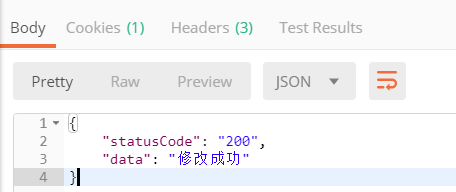 Body Cookies (1) Headers (3) Test Results
Pretty Raw Preview JSON
1 {
2 "statusCode": "200",
3 "data": "修改成功"
4 }